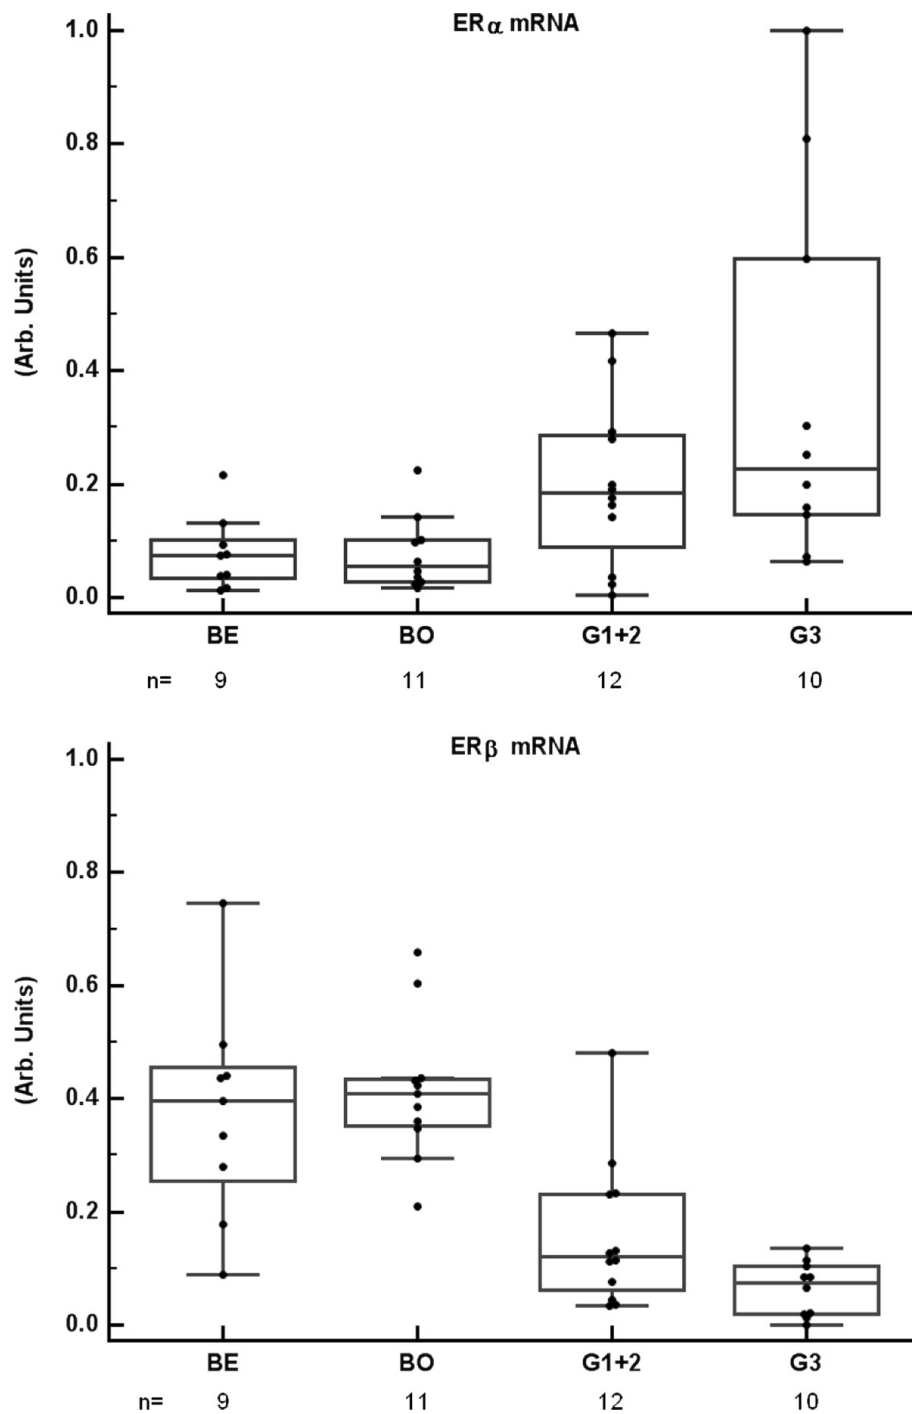 ERα mRNA
1.0
0.8
0.6
0.4
0.2
0.0
(Arb. Units)
BE BO G1+2 G3
n= 9 11 12 10
ERβ mRNA
1.0
0.8
0.6
0.4
0.2
0.0
(Arb. Units)
BE BO G1+2 G3
n= 9 11 12 10